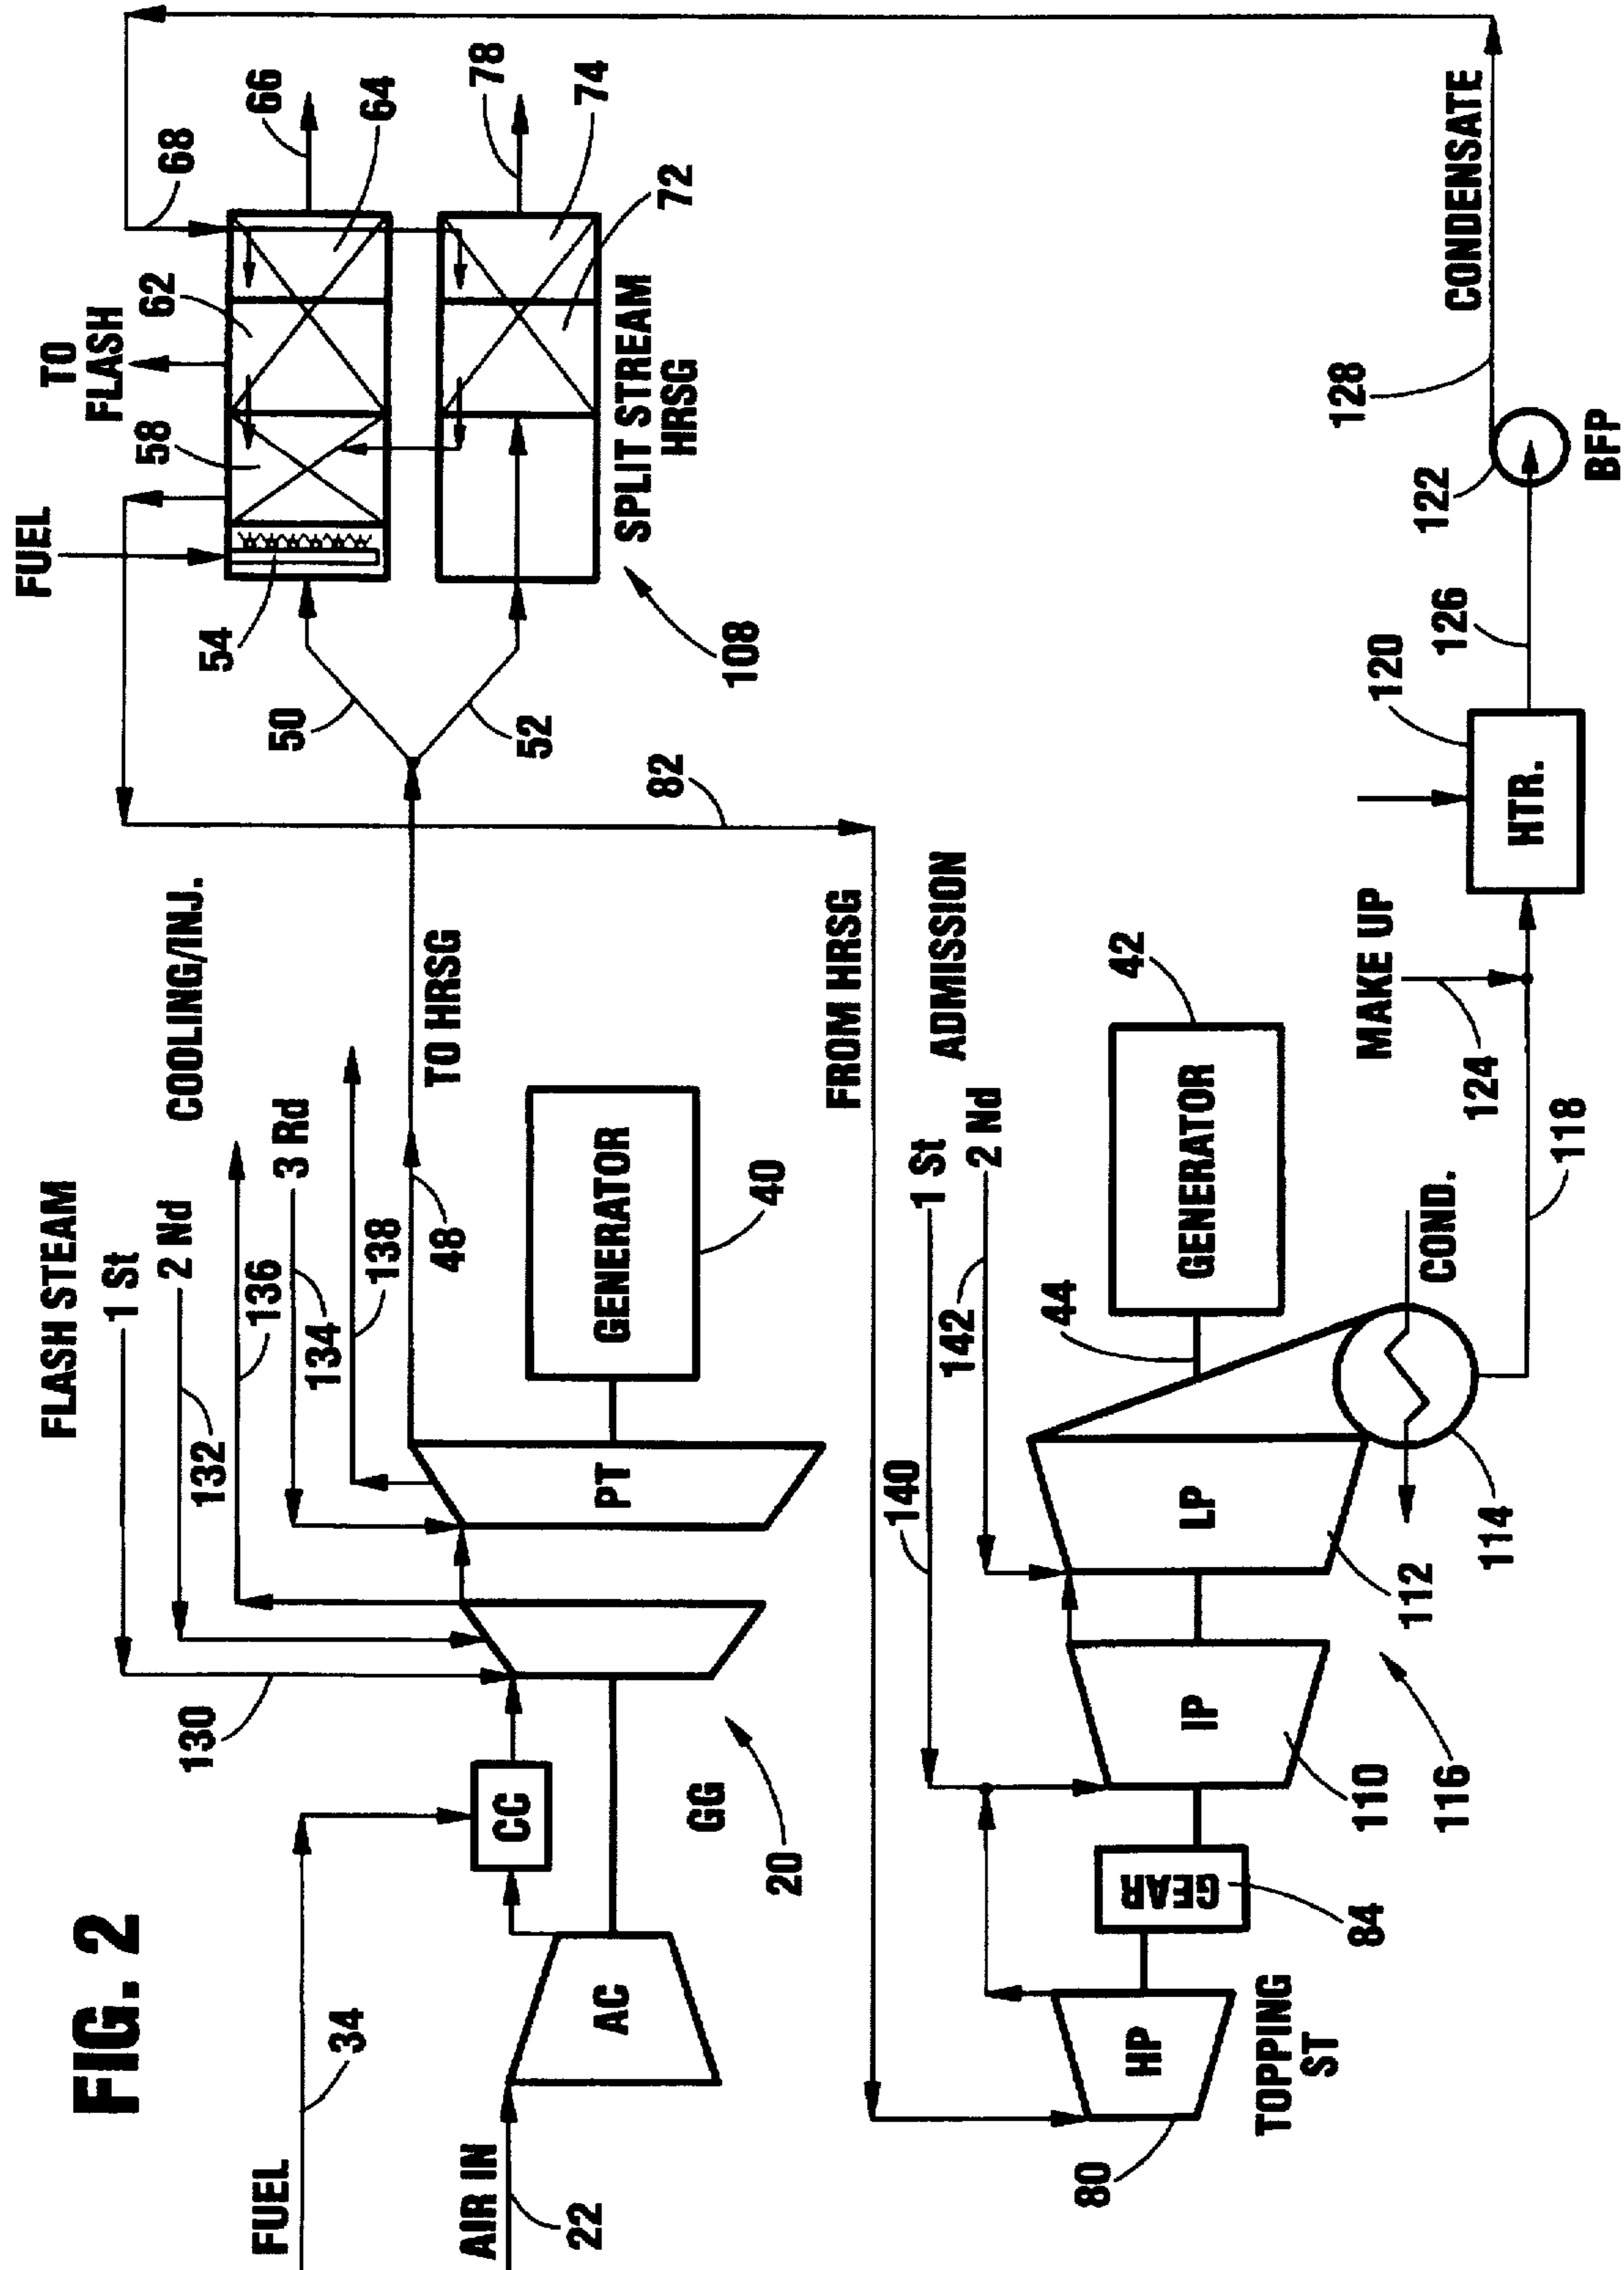 FIG. 2
FUEL
34
AIR IN
22
AC
CC
GG
20
130
FLASH STEAM
1 St
2 Nd
132
136
COOLING/INJ.
3 Rd
134
138
48
TO HRSG
PT
GENERATOR
40
FUEL
54
50
52
58
TO
FLASH
62
68
66
64
78
74
72
SPLIT STREAM
HRSG
108
82
FROM HRSG
ADMISSION
1 St
2 Nd
140
142
44
GENERATOR
42
80
HP
TOPPING
ST
GEAR
84
IP
110
116
LP
112
114
COND.
118
MAKE UP
124
HTR.
120
126
122
BFP
128
CONDENSATE